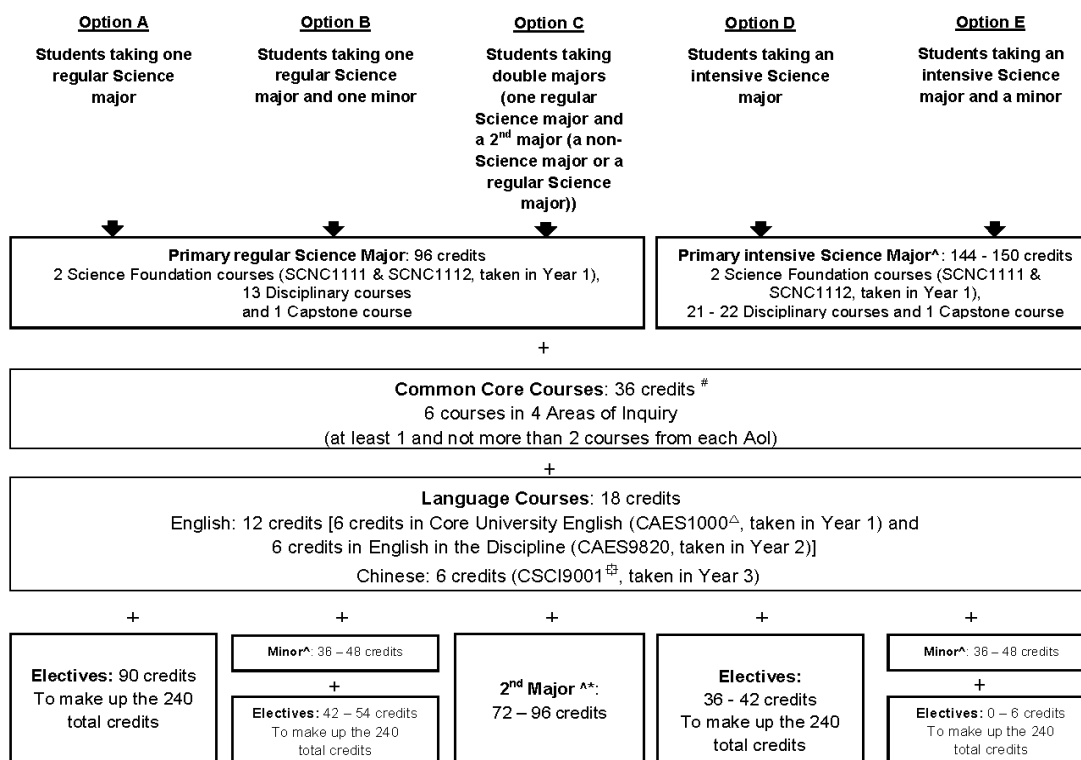 Option A
Students taking one
regular Science
major
Option B
Students taking one
regular Science
major and one minor
Option C
Students taking
double majors
(one regular
Science major and
a 2nd major (a non-
Science major or a
regular Science
major))
Option D
Students taking an
intensive Science
major
Option E
Students taking an
intensive Science
major and a minor
Primary regular Science Major: 96 credits
2 Science Foundation courses (SCNC1111 & SCNC1112, taken in Year 1),
13 Disciplinary courses
and 1 Capstone course
Primary intensive Science Major^: 144 - 150 credits
2 Science Foundation courses (SCNC1111 &
SCNC1112, taken in Year 1),
21 - 22 Disciplinary courses and 1 Capstone course
+
Common Core Courses: 36 credits #
6 courses in 4 Areas of Inquiry
(at least 1 and not more than 2 courses from each AoI)
+
Language Courses: 18 credits
English: 12 credits [6 credits in Core University English (CAES1000△, taken in Year 1) and
6 credits in English in the Discipline (CAES9820, taken in Year 2)]
Chinese: 6 credits (CSCI9001⌑, taken in Year 3)
+ + + + +
Electives: 90 credits
To make up the 240
total credits
Minor^: 36 – 48 credits
+
Electives: 42 – 54 credits
To make up the 240
total credits
2nd Major ^*:
72 – 96 credits
Electives:
36 - 42 credits
To make up the 240
total credits
Minor^: 36 – 48 credits
+
Electives: 0 – 6 credits
To make up the 240
total credits